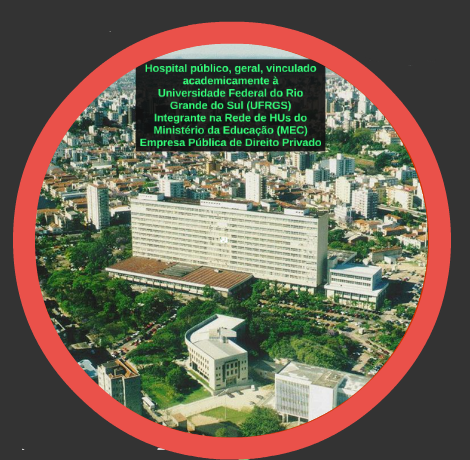 Hospital público, geral, vinculado
academicamente à
Universidade Federal do Rio
Grande do Sul (UFRGS)
Integrante na Rede de HUs do
Ministério da Educação (MEC)
Empresa Pública de Direito Privado